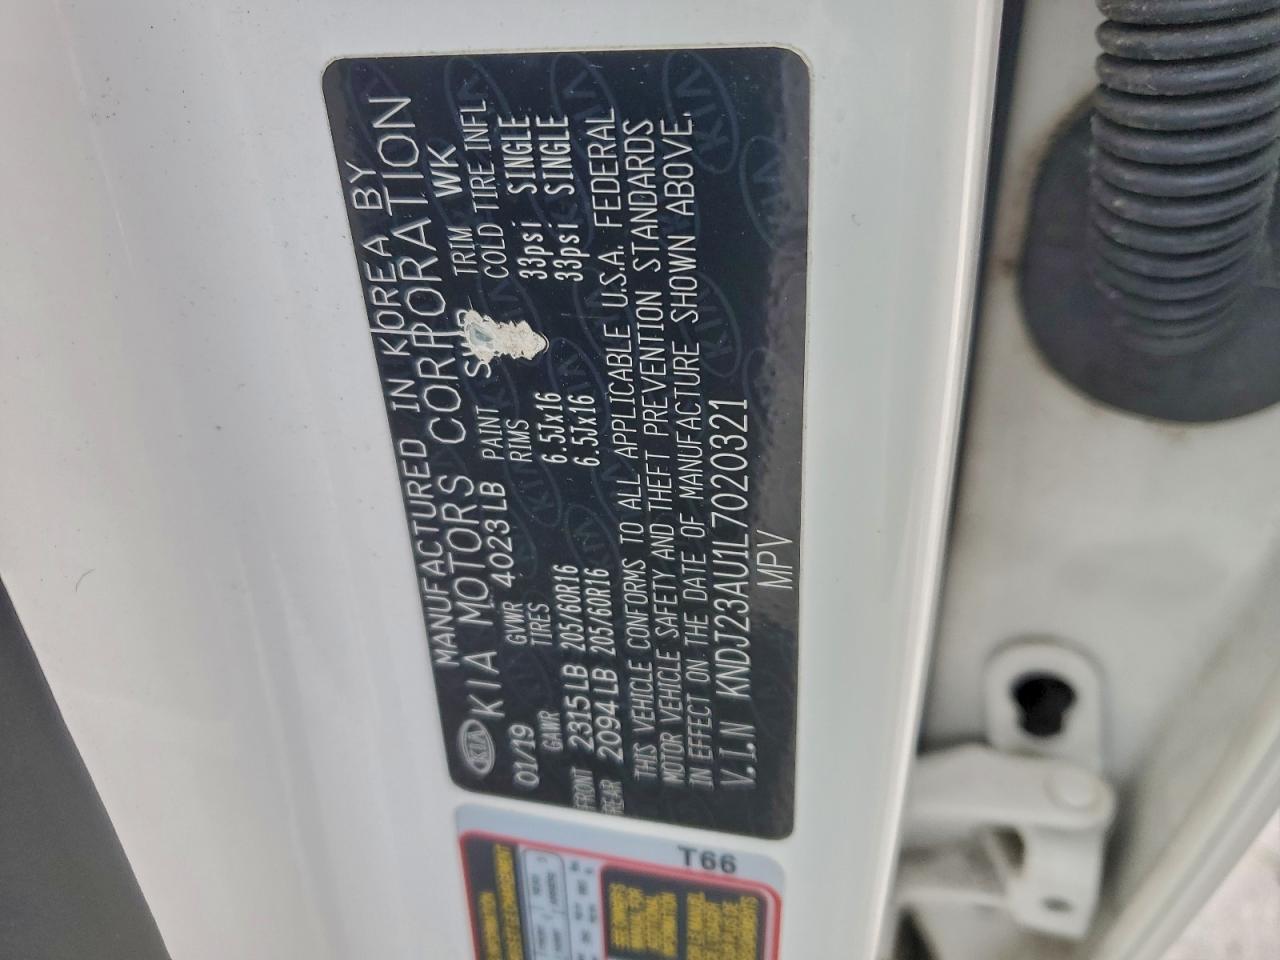 KIA
MANUFACTURED IN KOREA BY
KIA MOTORS CORPORATION
01/19 GVWR 4023LB PAINT TRIM WK
GAWR TIRES RIMS COLD TIRE INFL.
FRONT 2315LB 205/60R16 6.5Jx16 33psi SINGLE
REAR 2094LB 205/60R16 6.5Jx16 33psi SINGLE
THIS VEHICLE CONFORMS TO ALL APPLICABLE U.S.A. FEDERAL
MOTOR VEHICLE SAFETY AND THEFT PREVENTION STANDARDS
IN EFFECT ON THE DATE OF MANUFACTURE SHOWN ABOVE.
V.I.N KNDJ23AU1L7020321
MPV
T66